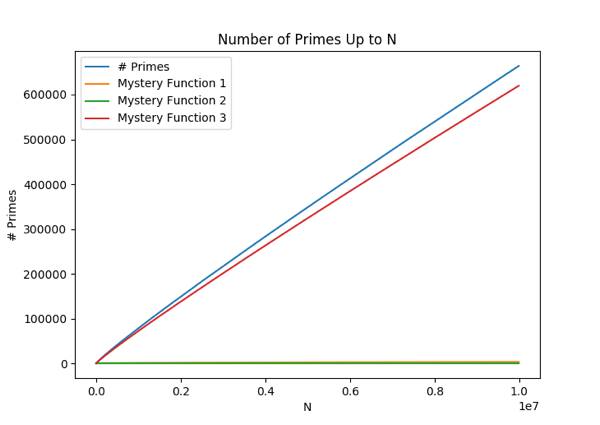 Number of Primes Up to N
# Primes
Mystery Function 1
Mystery Function 2
Mystery Function 3
# Primes
600000
500000
400000
300000
200000
100000
0
0.0 0.2 0.4 0.6 0.8 1.0
1e7
N